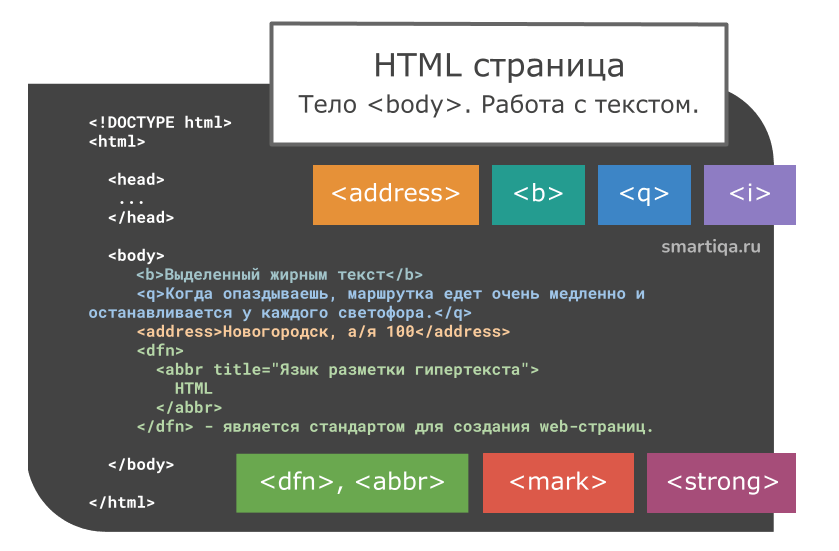 HTML страница
Тело <body>. Работа с текстом.
<!DOCTYPE html>
<html>
<head>
...
</head>
<address>
<b>
<q>
<i>
smartiqa.ru
<body>
<b>Выделенный жирным текст</b>
<q>Когда опаздываешь, маршрутка едет очень медленно и
останавливается у каждого светофора.</q>
<address>Новогородск, а/я 100</address>
<dfn>
<abbr title="Язык разметки гипертекста">
HTML
</abbr>
</dfn> - является стандартом для создания web-страниц.
</body>
</html>
<dfn>, <abbr>
<mark>
<strong>